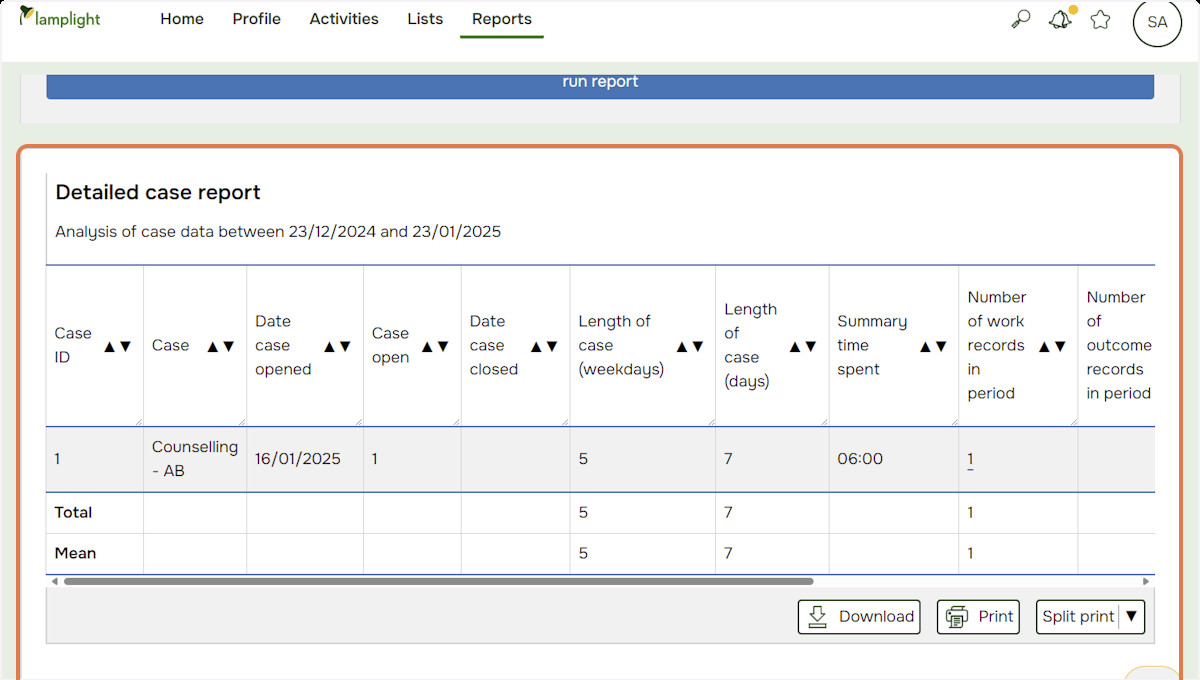 lamplight
Home
Profile
Activities
Lists
Reports
SA
run report
Detailed case report
Analysis of case data between 23/12/2024 and 23/01/2025
Case
ID
▲▼
Case
▲▼
Date
case
opened
▲▼
Case
open
▲▼
Date
case
closed
▲▼
Length of
case
(weekdays)
▲▼
Length
of
case
(days)
▲▼
Summary
time
spent
▲▼
Number
of work
records
in
period
▲▼
Number
of
outcome
records
in period
1
Counselling
- AB
16/01/2025
1
5
7
06:00
1
Total
5
7
1
Mean
5
7
1
Download
Print
Split print ▼